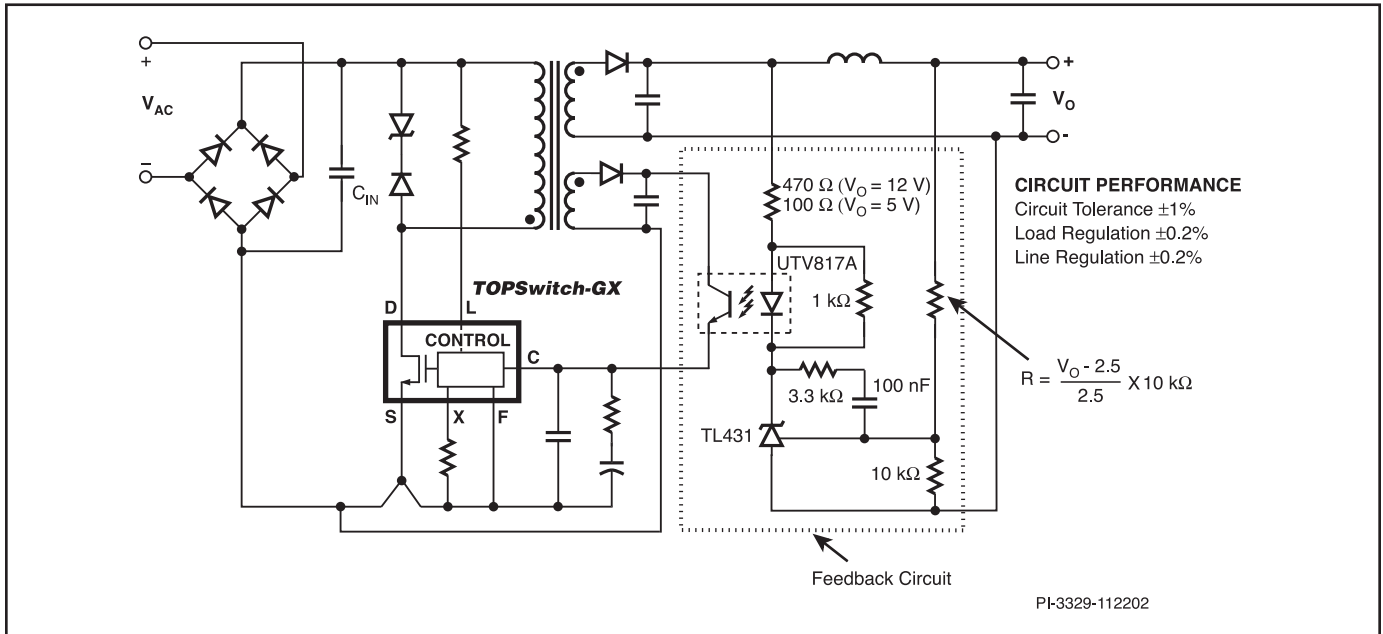 +
V_AC
−
C_IN
TOPSwitch-GX
D
L
CONTROL
C
S
X
F
470 Ω (V_O = 12 V)
100 Ω (V_O = 5 V)
UTV817A
1 kΩ
3.3 kΩ
100 nF
TL431
10 kΩ
+
V_O
-
CIRCUIT PERFORMANCE
Circuit Tolerance ±1%
Load Regulation ±0.2%
Line Regulation ±0.2%
R = (V_O - 2.5) / 2.5 X 10 kΩ
Feedback Circuit
PI-3329-112202